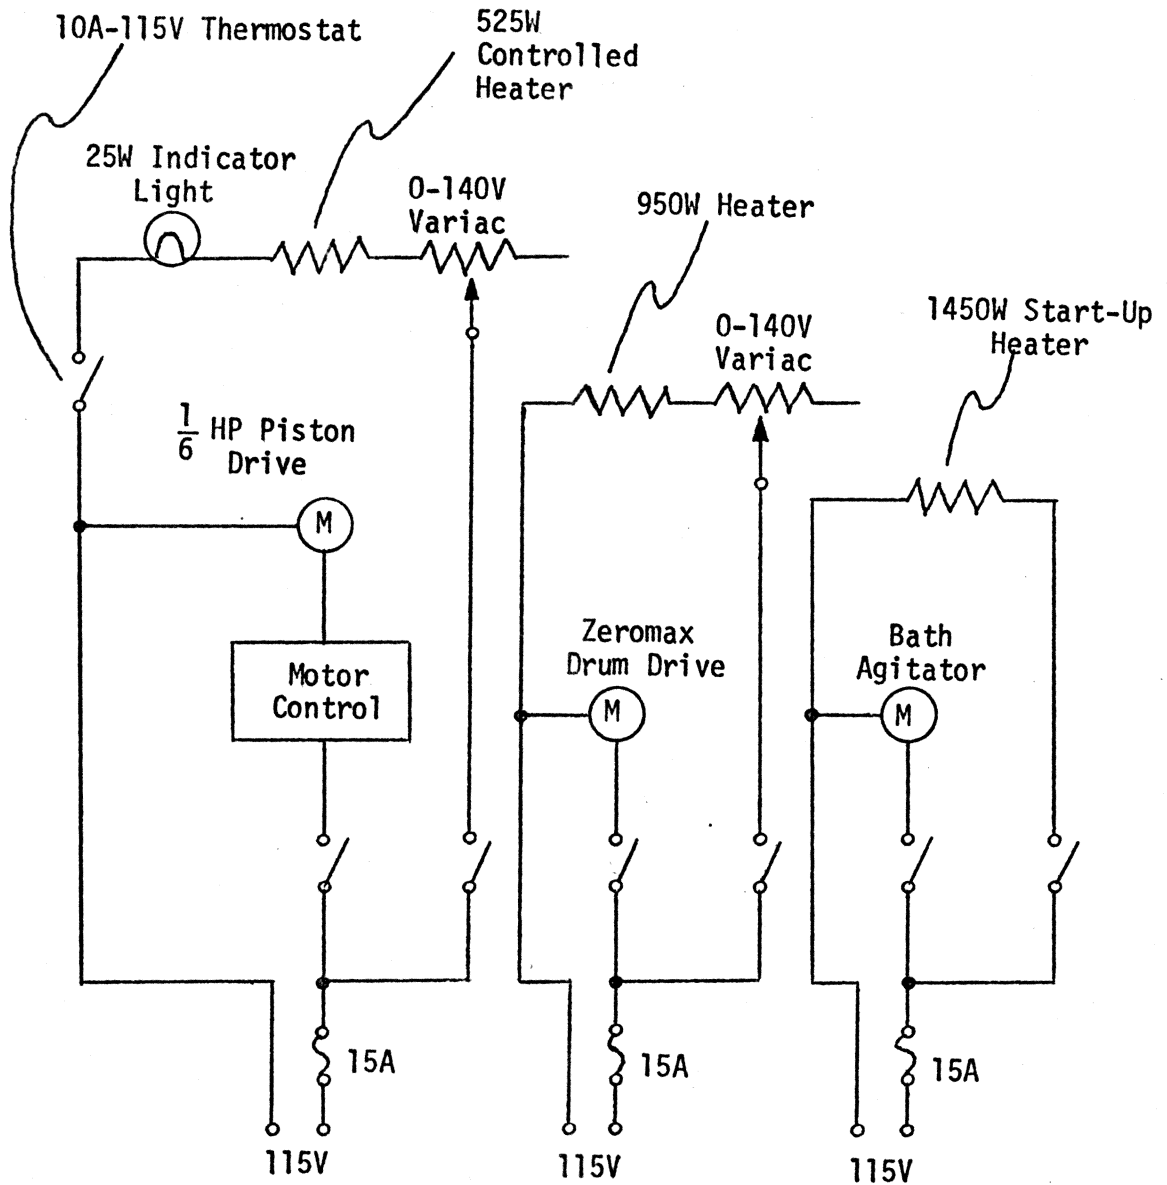 10A-115V Thermostat
525W
Controlled
Heater
25W Indicator
Light
0-140V
Variac
950W Heater
0-140V
Variac
1450W Start-Up
Heater
1/6 HP Piston
Drive
M
Motor
Control
Zeromax
Drum Drive
M
Bath
Agitator
M
15A
15A
15A
115V
115V
115V